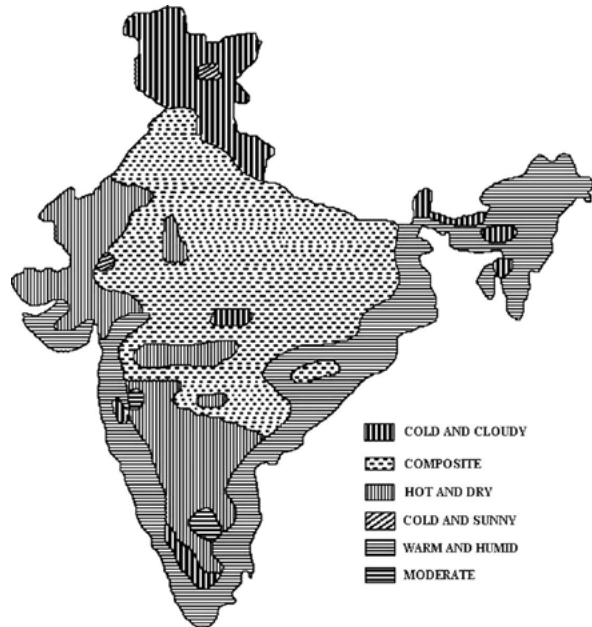 COLD AND CLOUDY
COMPOSITE
HOT AND DRY
COLD AND SUNNY
WARM AND HUMID
MODERATE